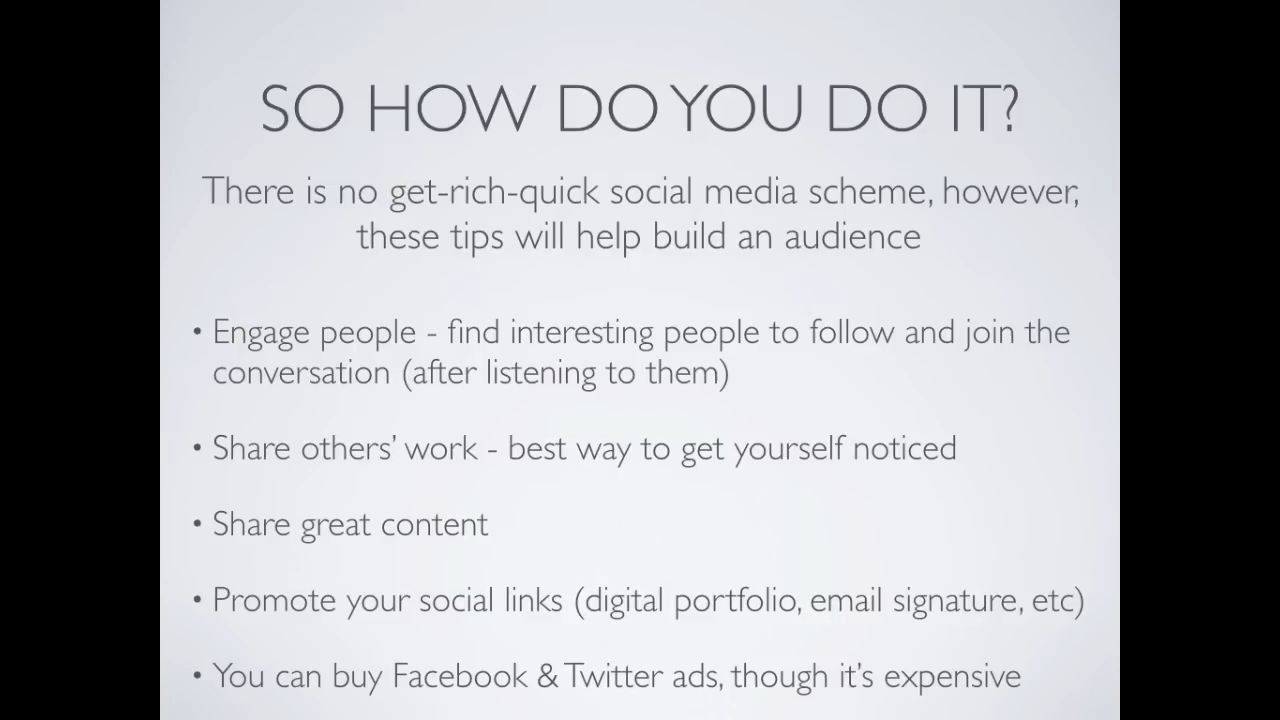 SO HOW DO YOU DO IT?
There is no get-rich-quick social media scheme, however,
these tips will help build an audience
• Engage people - find interesting people to follow and join the
conversation (after listening to them)
• Share others’ work - best way to get yourself noticed
• Share great content
• Promote your social links (digital portfolio, email signature, etc)
• You can buy Facebook & Twitter ads, though it’s expensive